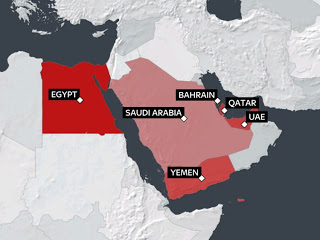 EGYPT
BAHRAIN
QATAR
SAUDI ARABIA
UAE
YEMEN